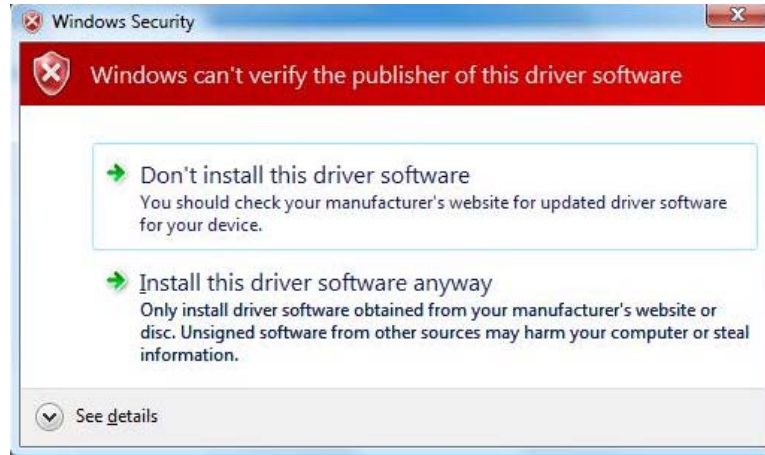 Windows Security
Windows can't verify the publisher of this driver software
Don't install this driver software
You should check your manufacturer's website for updated driver software
for your device.
Install this driver software anyway
Only install driver software obtained from your manufacturer's website or
disc. Unsigned software from other sources may harm your computer or steal
information.
See details